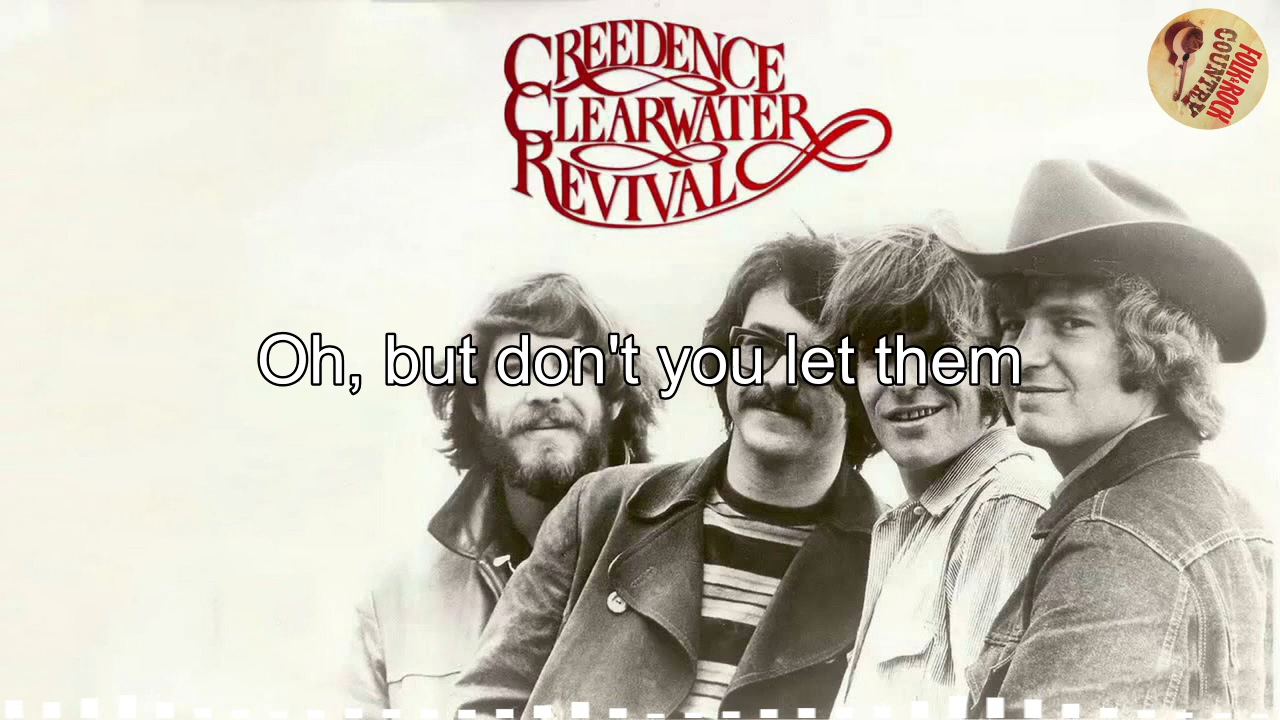 CREEDENCE
CLEARWATER
REVIVAL
FOLK & ROCK
COUNTRY
Oh, but don't you let them